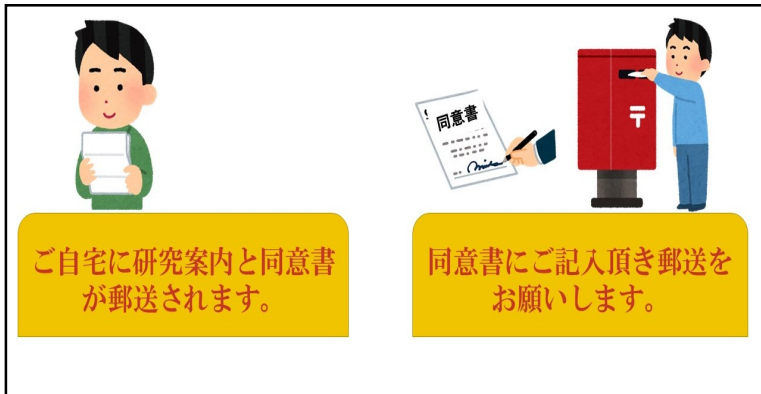 同意書
ご自宅に研究案内と同意書
が郵送されます。
同意書にご記入頂き郵送を
お願いします。